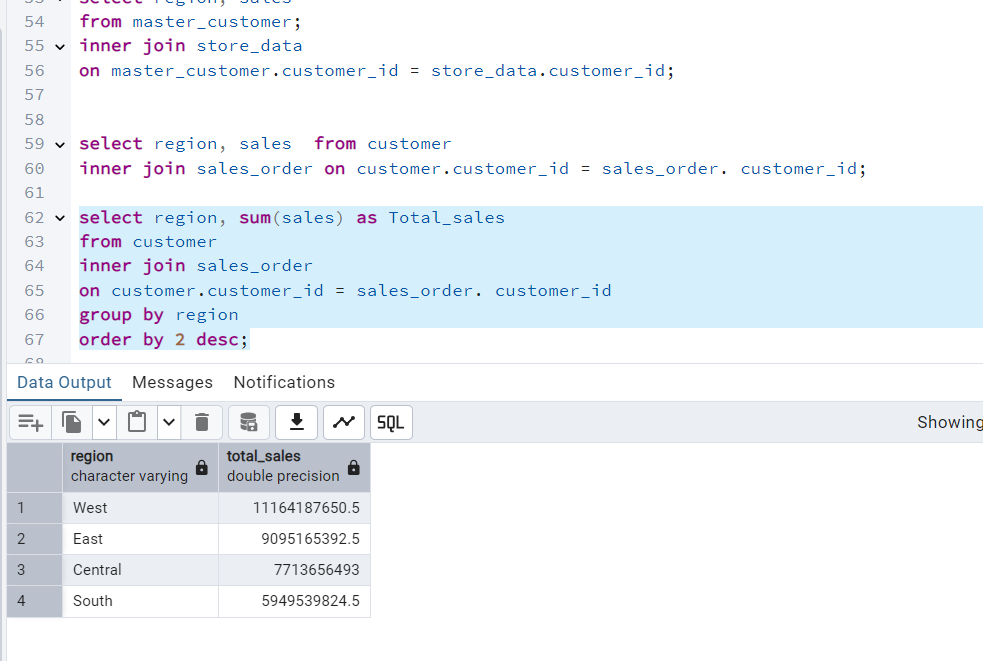 53 select region, sales
54 from master_customer;
55 inner join store_data
56 on master_customer.customer_id = store_data.customer_id;
57
58
59 select region, sales  from customer
60 inner join sales_order on customer.customer_id = sales_order. customer_id;
61
62 select region, sum(sales) as Total_sales
63 from customer
64 inner join sales_order
65 on customer.customer_id = sales_order. customer_id
66 group by region
67 order by 2 desc;
68
Data Output Messages Notifications
SQL Showing
region total_sales
character varying double precision
1 West 11164187650.5
2 East 9095165392.5
3 Central 7713656493
4 South 5949539824.5